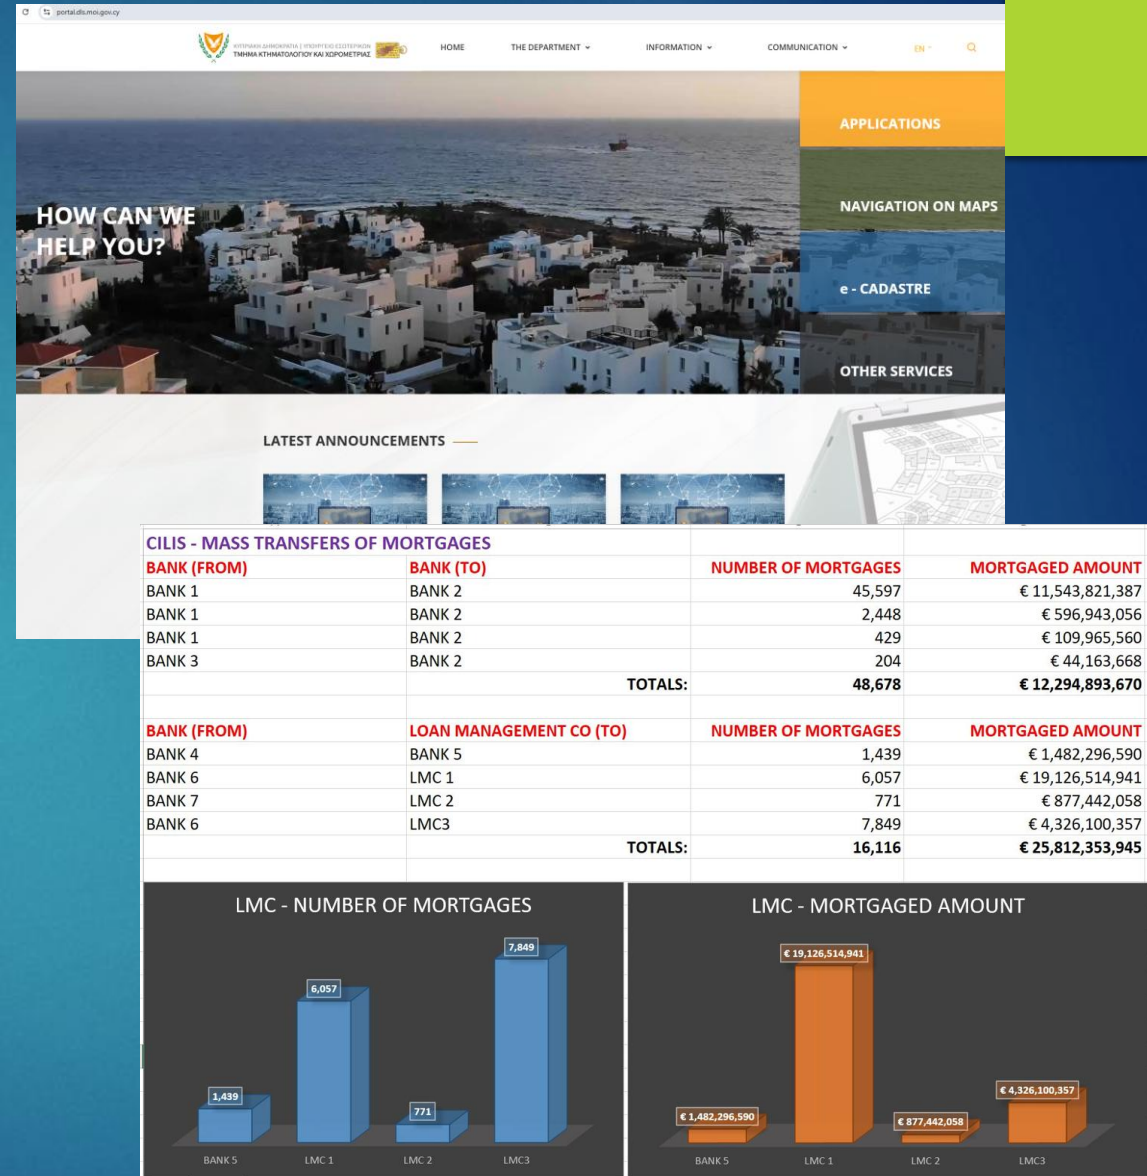 portal.dls.moi.gov.cy
ΚΥΠΡΙΑΚΗ ΔΗΜΟΚΡΑΤΙΑ | ΥΠΟΥΡΓΕΙΟ ΕΣΩΤΕΡΙΚΩΝ
ΤΜΗΜΑ ΚΤΗΜΑΤΟΛΟΓΙΟΥ ΚΑΙ ΧΩΡΟΜΕΤΡΙΑΣ
HOME THE DEPARTMENT INFORMATION COMMUNICATION EN
APPLICATIONS
NAVIGATION ON MAPS
HOW CAN WE
HELP YOU?
e - CADASTRE
OTHER SERVICES
LATEST ANNOUNCEMENTS
CILIS - MASS TRANSFERS OF MORTGAGES
BANK (FROM) BANK (TO) NUMBER OF MORTGAGES MORTGAGED AMOUNT
BANK 1 BANK 2 45,597 € 11,543,821,387
BANK 1 BANK 2 2,448 € 596,943,056
BANK 1 BANK 2 429 € 109,965,560
BANK 3 BANK 2 204 € 44,163,668
TOTALS: 48,678 € 12,294,893,670
BANK (FROM) LOAN MANAGEMENT CO (TO) NUMBER OF MORTGAGES MORTGAGED AMOUNT
BANK 4 BANK 5 1,439 € 1,482,296,590
BANK 6 LMC 1 6,057 € 19,126,514,941
BANK 7 LMC 2 771 € 877,442,058
BANK 6 LMC3 7,849 € 4,326,100,357
TOTALS: 16,116 € 25,812,353,945
LMC - NUMBER OF MORTGAGES
7,849
6,057
1,439
771
BANK 5 LMC 1 LMC 2 LMC3
LMC - MORTGAGED AMOUNT
€ 19,126,514,941
€ 4,326,100,357
€ 1,482,296,590
€ 877,442,058
BANK 5 LMC 1 LMC 2 LMC3